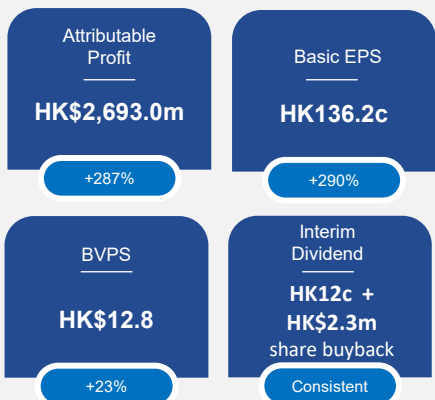 Attributable
Profit
HK$2,693.0m
+287%
Basic EPS
HK136.2c
+290%
BVPS
HK$12.8
+23%
Interim
Dividend
HK12c +
HK$2.3m
share buyback
Consistent